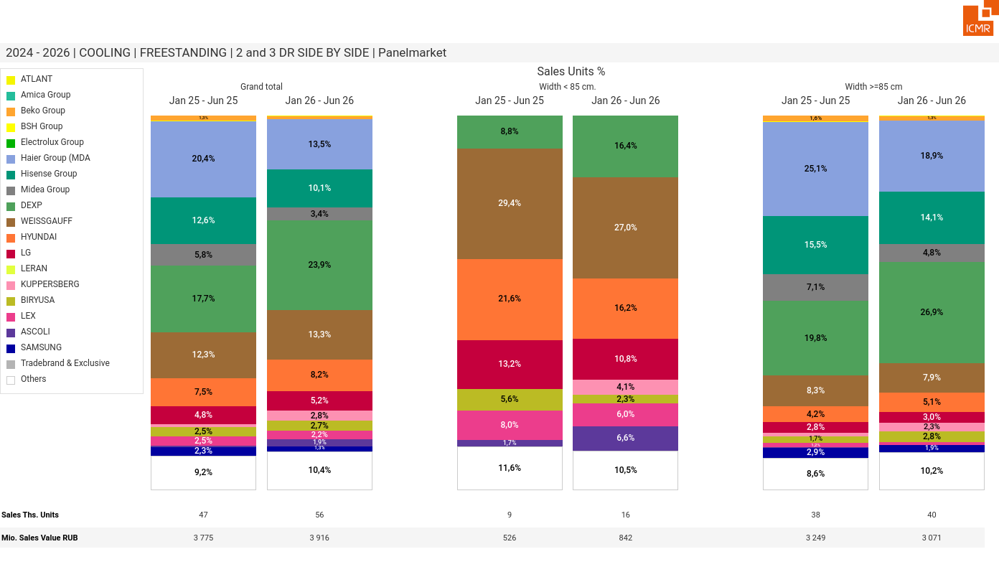 ICMR
2024 - 2026 | COOLING | FREESTANDING | 2 and 3 DR SIDE BY SIDE | Panelmarket
Sales Units %
Grand total
Width < 85 cm.
Width >=85 cm
Jan 25 - Jun 25
Jan 26 - Jun 26
Jan 25 - Jun 25
Jan 26 - Jun 26
Jan 25 - Jun 25
Jan 26 - Jun 26
ATLANT
Amica Group
Beko Group
BSH Group
Electrolux Group
Haier Group (MDA
Hisense Group
Midea Group
DEXP
WEISSGAUFF
HYUNDAI
LG
LERAN
KUPPERSBERG
BIRYUSA
LEX
ASCOLI
SAMSUNG
Tradebrand & Exclusive
Others
1,3%
20,4%
12,6%
5,8%
17,7%
12,3%
7,5%
4,8%
2,5%
2,5%
2,3%
9,2%
13,5%
10,1%
3,4%
23,9%
13,3%
8,2%
5,2%
2,8%
2,7%
2,2%
1,9%
1,3%
10,4%
8,8%
29,4%
21,6%
13,2%
5,6%
8,0%
1,7%
11,6%
16,4%
27,0%
16,2%
10,8%
4,1%
2,3%
6,0%
6,6%
10,5%
1,6%
25,1%
15,5%
7,1%
19,8%
8,3%
4,2%
2,8%
1,7%
1,2%
2,9%
8,6%
1,3%
18,9%
14,1%
4,8%
26,9%
7,9%
5,1%
3,0%
2,3%
2,8%
1,9%
10,2%
Sales Ths. Units 47 56 9 16 38 40
Mio. Sales Value RUB 3 775 3 916 526 842 3 249 3 071